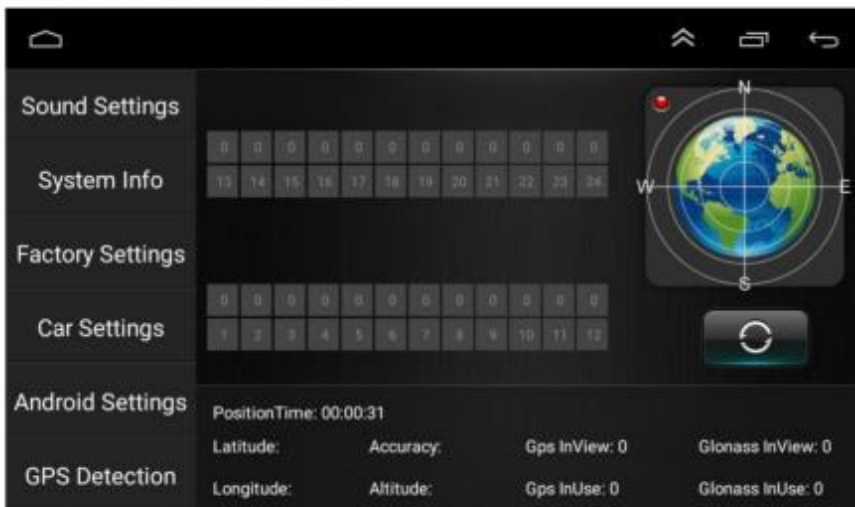 Sound Settings
System Info
Factory Settings
Car Settings
Android Settings
GPS Detection
0 0 0 0 0 0 0 0 0 0 0 0
13 14 15 16 17 18 19 20 21 22 23 24
0 0 0 0 0 0 0 0 0 0 0 0
1 2 3 4 5 6 7 8 9 10 11 12
N
W E
S
PositionTime: 00:00:31
Latitude: Accuracy: Gps InView: 0 Glonass InView: 0
Longitude: Altitude: Gps InUse: 0 Glonass InUse: 0